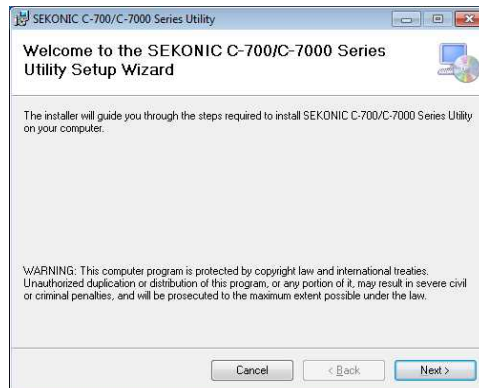 SEKONIC C-700/C-7000 Series Utility
Welcome to the SEKONIC C-700/C-7000 Series
Utility Setup Wizard
The installer will guide you through the steps required to install SEKONIC C-700/C-7000 Series Utility
on your computer.
WARNING: This computer program is protected by copyright law and international treaties.
Unauthorized duplication or distribution of this program, or any portion of it, may result in severe civil
or criminal penalties, and will be prosecuted to the maximum extent possible under the law.
Cancel < Back Next >